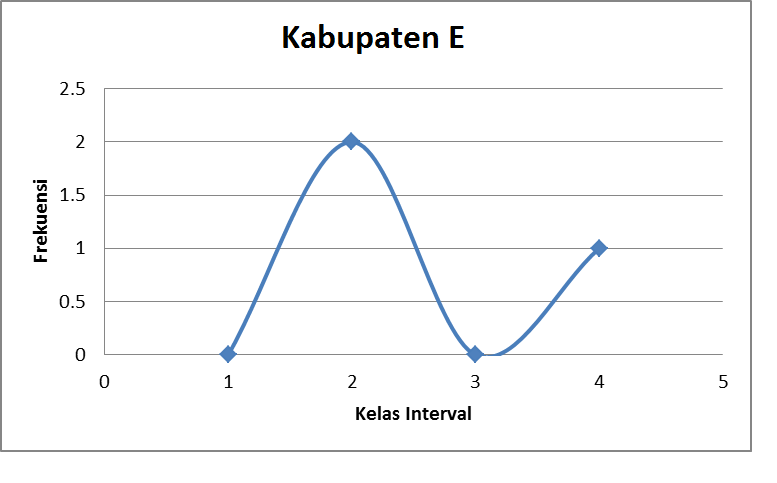 Kabupaten E
2.5
2
1.5
1
0.5
0
Frekuensi
0 1 2 3 4 5
Kelas Interval